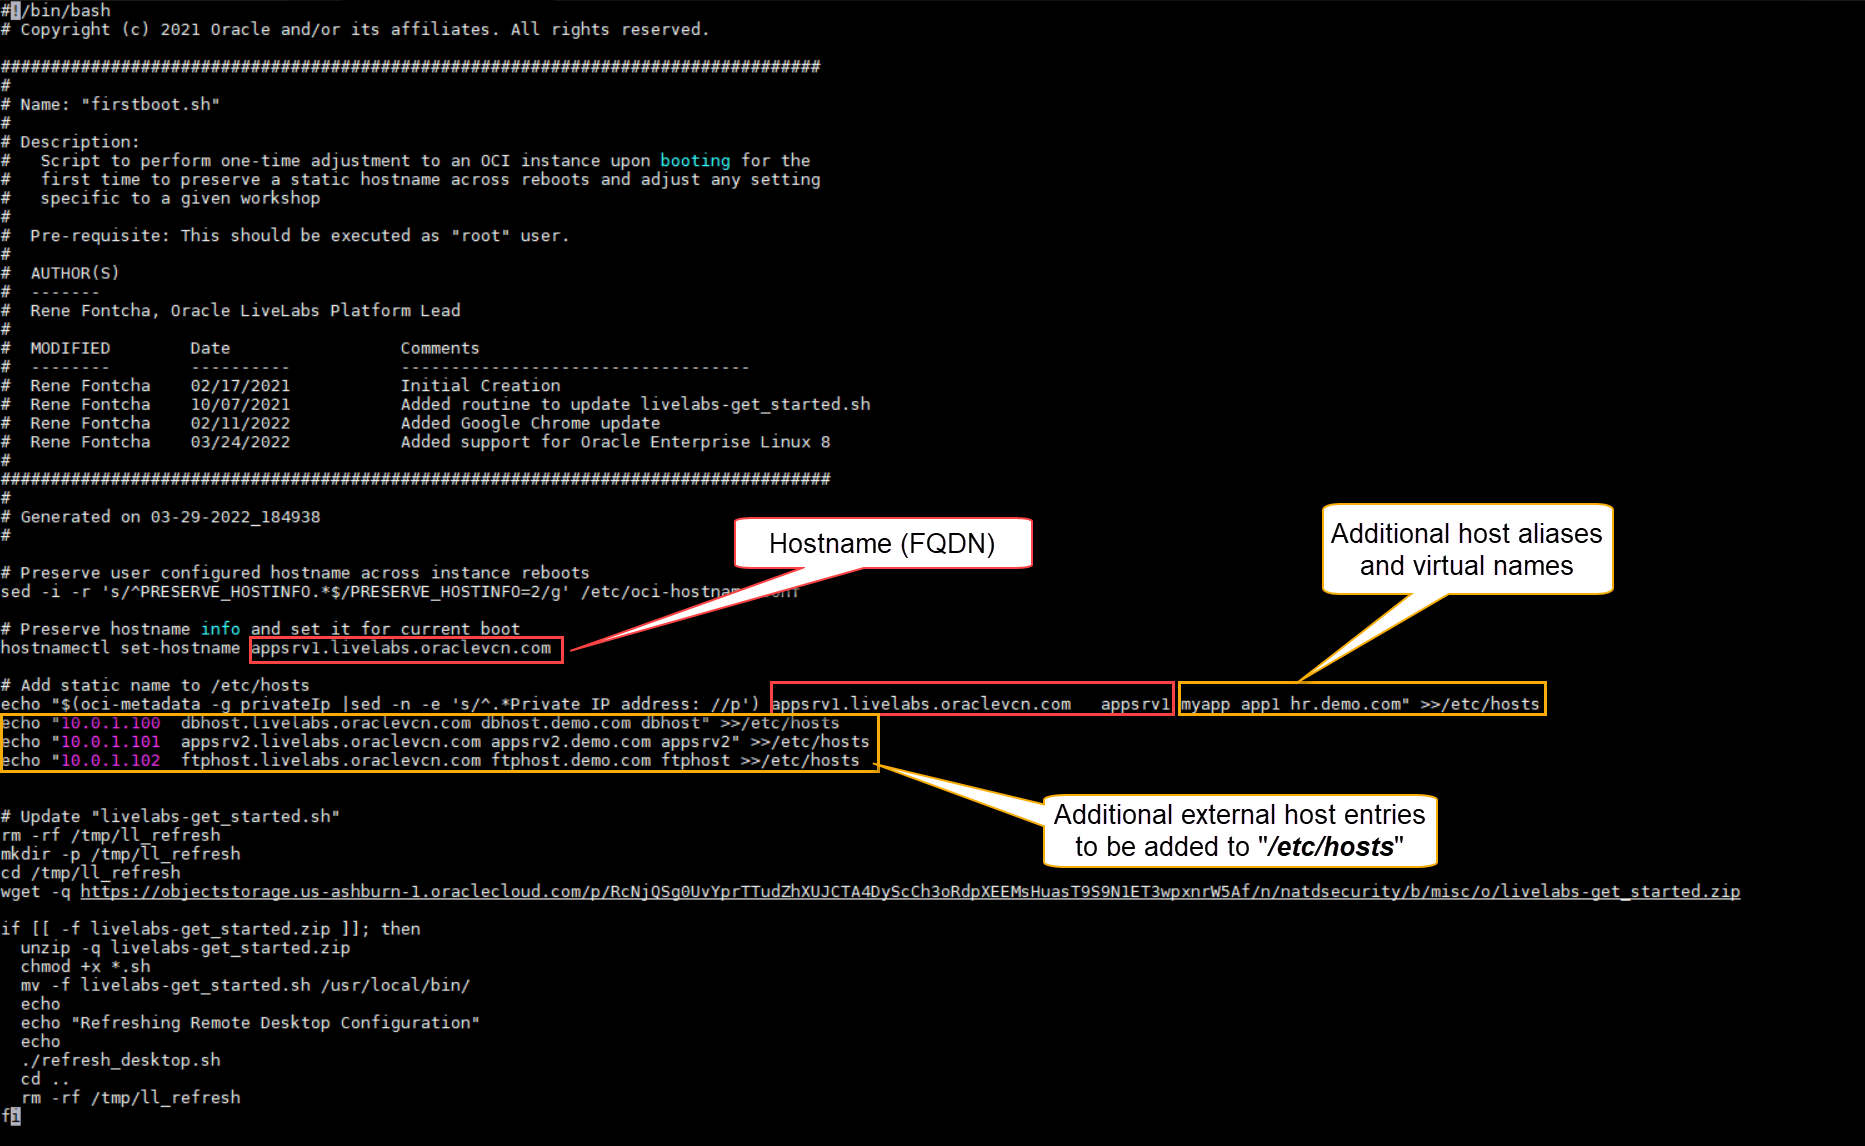 #!/bin/bash
# Copyright (c) 2021 Oracle and/or its affiliates. All rights reserved.
##################################################################################
#
# Name: "firstboot.sh"
#
# Description:
#   Script to perform one-time adjustment to an OCI instance upon booting for the
#   first time to preserve a static hostname across reboots and adjust any setting
#   specific to a given workshop
#
#  Pre-requisite: This should be executed as "root" user.
#
#  AUTHOR(S)
#  -------
#  Rene Fontcha, Oracle LiveLabs Platform Lead
#
#  MODIFIED        Date                 Comments
#  --------        ----------           -----------------------------------
#  Rene Fontcha    02/17/2021           Initial Creation
#  Rene Fontcha    10/07/2021           Added routine to update livelabs-get_started.sh
#  Rene Fontcha    02/11/2022           Added Google Chrome update
#  Rene Fontcha    03/24/2022           Added support for Oracle Enterprise Linux 8
#
###################################################################################
#
# Generated on 03-29-2022_184938
#
Hostname (FQDN)
Additional host aliases
and virtual names
# Preserve user configured hostname across instance reboots
sed -i -r 's/^PRESERVE_HOSTINFO.*$/PRESERVE_HOSTINFO=2/g' /etc/oci-hostname.conf
# Preserve hostname info and set it for current boot
hostnamectl set-hostname appsrv1.livelabs.oraclevcn.com
# Add static name to /etc/hosts
echo "$(oci-metadata -g privateIp |sed -n -e 's/^.*Private IP address: //p') appsrv1.livelabs.oraclevcn.com   appsrv1 myapp app1 hr.demo.com" >>/etc/hosts
echo "10.0.1.100  dbhost.livelabs.oraclevcn.com dbhost.demo.com dbhost" >>/etc/hosts
echo "10.0.1.101  appsrv2.livelabs.oraclevcn.com appsrv2.demo.com appsrv2" >>/etc/hosts
echo "10.0.1.102  ftphost.livelabs.oraclevcn.com ftphost.demo.com ftphost >>/etc/hosts
Additional external host entries
to be added to "/etc/hosts"
# Update "livelabs-get_started.sh"
rm -rf /tmp/ll_refresh
mkdir -p /tmp/ll_refresh
cd /tmp/ll_refresh
wget -q https://objectstorage.us-ashburn-1.oraclecloud.com/p/RcNjQSg0UvYprTTudZhXUJCTA4DyScCh3oRdpXEEMsHuasT9S9N1ET3wpxnrW5Af/n/natdsecurity/b/misc/o/livelabs-get_started.zip
if [[ -f livelabs-get_started.zip ]]; then
  unzip -q livelabs-get_started.zip
  chmod +x *.sh
  mv -f livelabs-get_started.sh /usr/local/bin/
  echo
  echo "Refreshing Remote Desktop Configuration"
  echo
  ./refresh_desktop.sh
  cd ..
  rm -rf /tmp/ll_refresh
fi